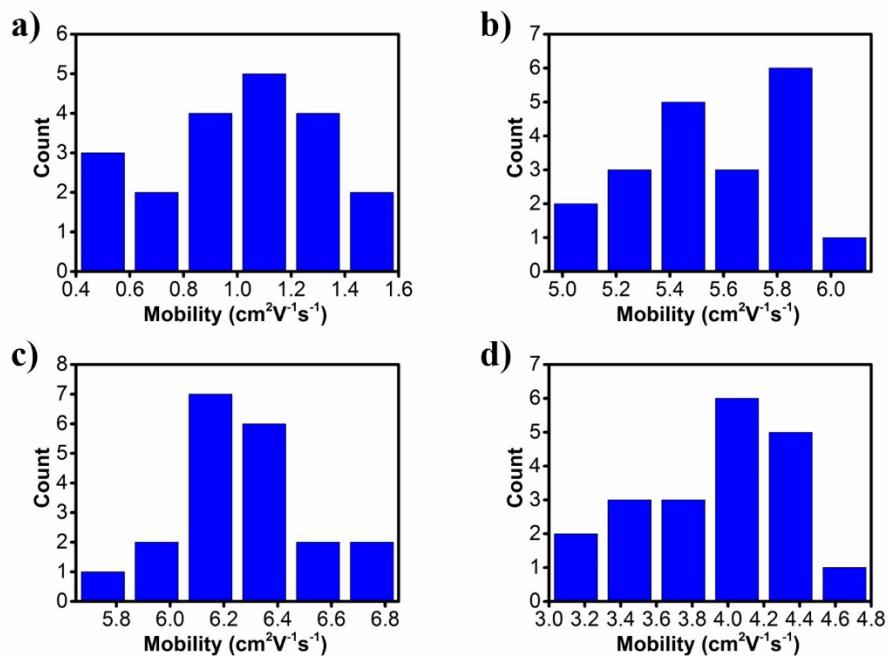 a)
6
5
4
3
2
1
0
Count
0.4 0.6 0.8 1.0 1.2 1.4 1.6
Mobility (cm²V⁻¹s⁻¹)
b)
7
6
5
4
3
2
1
0
Count
5.0 5.2 5.4 5.6 5.8 6.0
Mobility (cm²V⁻¹s⁻¹)
c)
8
7
6
5
4
3
2
1
0
Count
5.8 6.0 6.2 6.4 6.6 6.8
Mobility (cm²V⁻¹s⁻¹)
d)
7
6
5
4
3
2
1
0
Count
3.0 3.2 3.4 3.6 3.8 4.0 4.2 4.4 4.6 4.8
Mobility (cm²V⁻¹s⁻¹)